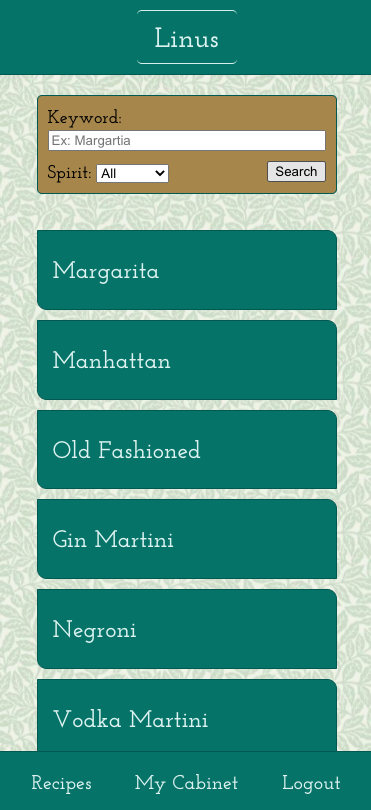 Linus
Keyword:
Ex: Margartia
Spirit: All Search
Margarita
Manhattan
Old Fashioned
Gin Martini
Negroni
Vodka Martini
Recipes My Cabinet Logout